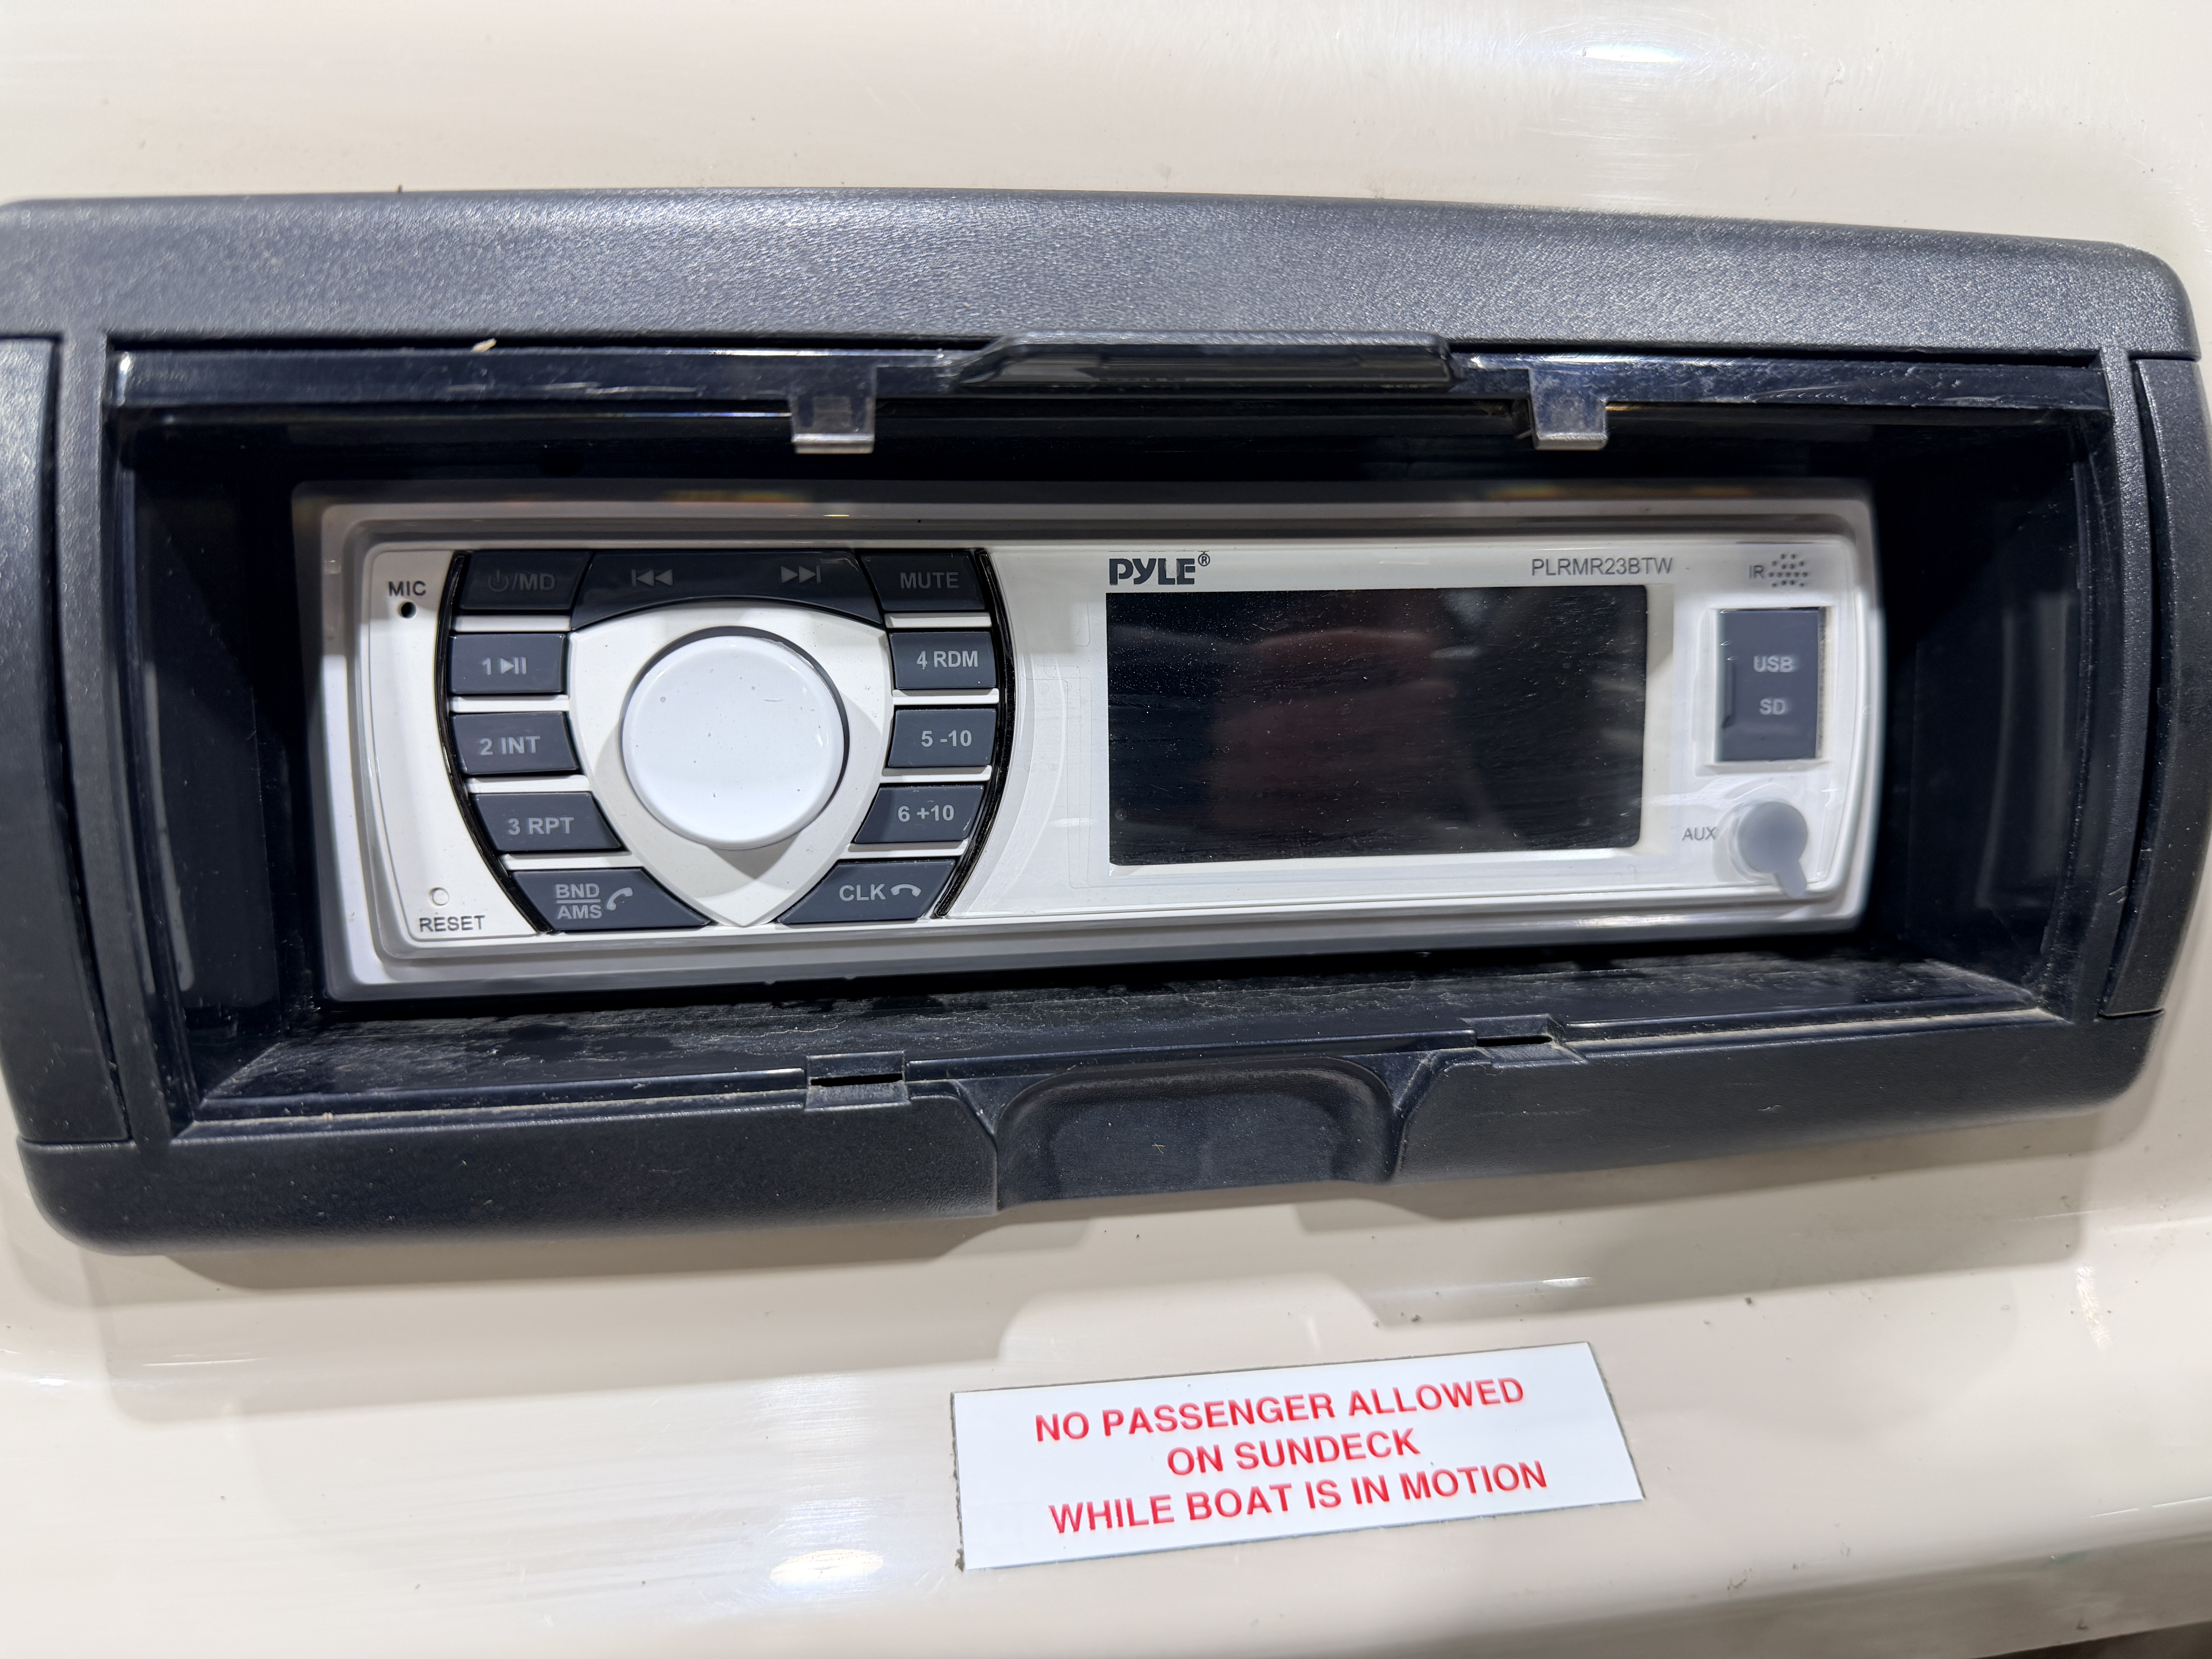 MIC
⏻/MD
MUTE
1
4 RDM
2 INT
5 -10
3 RPT
6 +10
BND
AMS
CLK
RESET
PYLE®
PLRMR23BTW
IR
USB
SD
AUX
NO PASSENGER ALLOWED
ON SUNDECK
WHILE BOAT IS IN MOTION